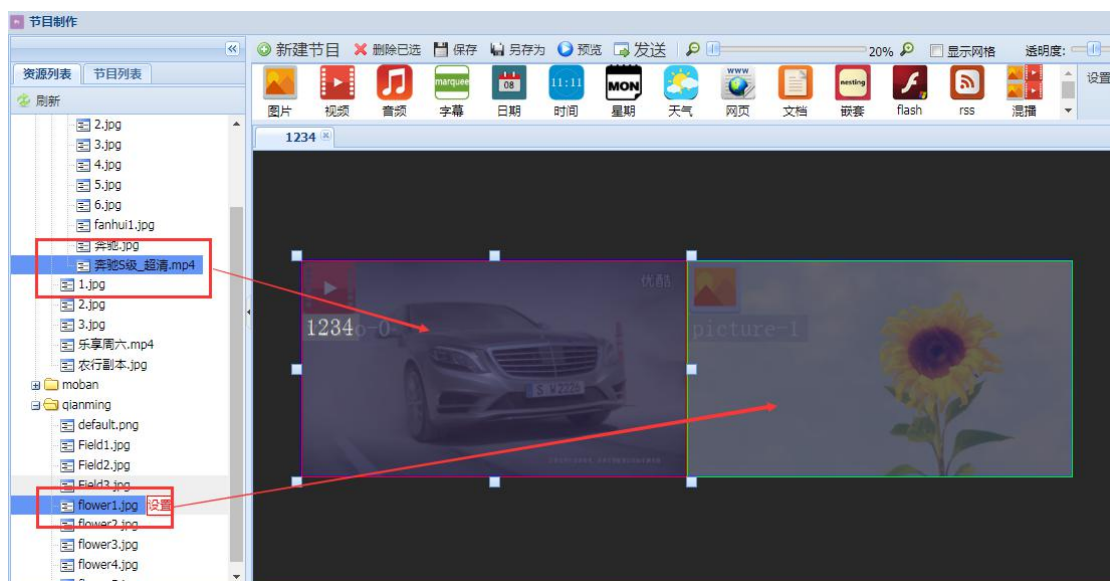 节目制作
新建节目 删除已选 保存 另存为 预览 发送 20% 显示网格 透明度:
资源列表 节目列表
刷新
marquee 08 11:11 MON WWW nesting
图片 视频 音频 字幕 日期 时间 星期 天气 网页 文档 嵌套 flash rss 混播 设置
1234
2.jpg
3.jpg
4.jpg
5.jpg
6.jpg
fanhui1.jpg
奔驰.jpg
奔驰S级_超清.mp4
1.jpg
2.jpg
3.jpg
乐享周六.mp4
农行副本.jpg
moban
qianming
default.png
Field1.jpg
Field2.jpg
Field3.jpg
flower1.jpg 设置
flower2.jpg
flower3.jpg
flower4.jpg
优酷
1234o-0
picture-1
S·W2026